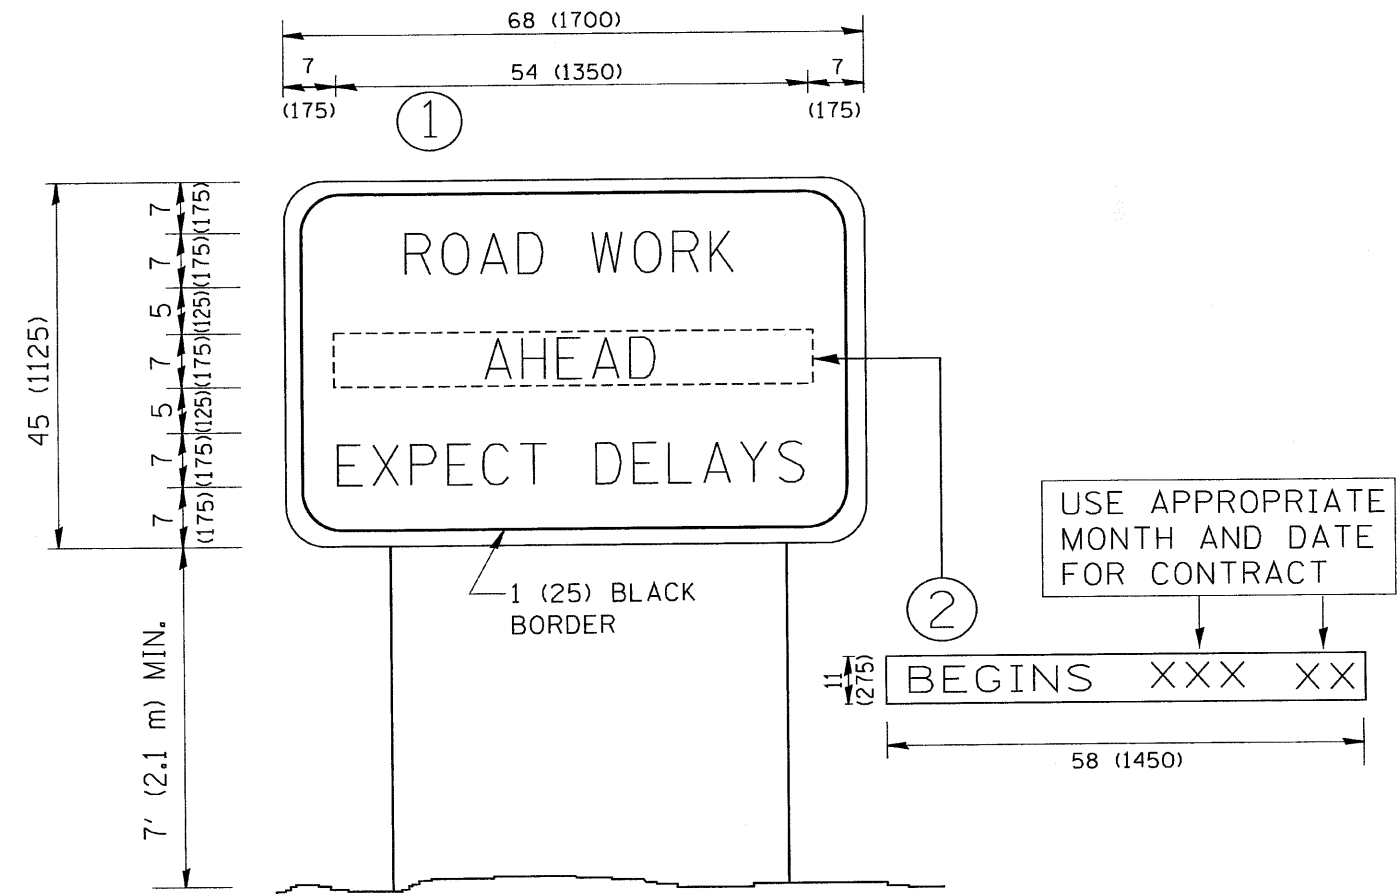 68 (1700)
7
54 (1350)
7
(175)
(175)
1
45 (1125)
7 (175)
7 (175)
5 (125)
7 (175)
5 (125)
7 (175)
7 (175)
ROAD WORK
AHEAD
EXPECT DELAYS
1 (25) BLACK
BORDER
7' (2.1 m) MIN.
2
USE APPROPRIATE
MONTH AND DATE
FOR CONTRACT
11
(275)
BEGINS XXX XX
58 (1450)